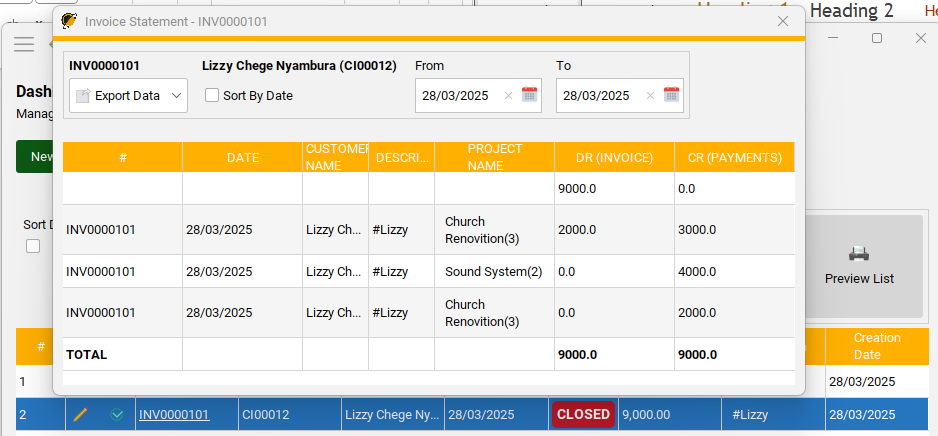 Heading 2
Invoice Statement - INV0000101
INV0000101
Lizzy Chege Nyambura (CI00012)
From
To
Export Data
Sort By Date
28/03/2025
28/03/2025
Dash
Manag
New
Sort D
# DATE CUSTOMER NAME DESCRI... PROJECT NAME DR (INVOICE) CR (PAYMENTS)
9000.0 0.0
INV0000101 28/03/2025 Lizzy Ch... #Lizzy Church Renovition(3) 2000.0 3000.0
INV0000101 28/03/2025 Lizzy Ch... #Lizzy Sound System(2) 0.0 4000.0
INV0000101 28/03/2025 Lizzy Ch... #Lizzy Church Renovition(3) 0.0 2000.0
TOTAL 9000.0 9000.0
Preview List
# Creation Date
1 28/03/2025
2 INV0000101 CI00012 Lizzy Chege Ny... 28/03/2025 CLOSED 9,000.00 #Lizzy 28/03/2025